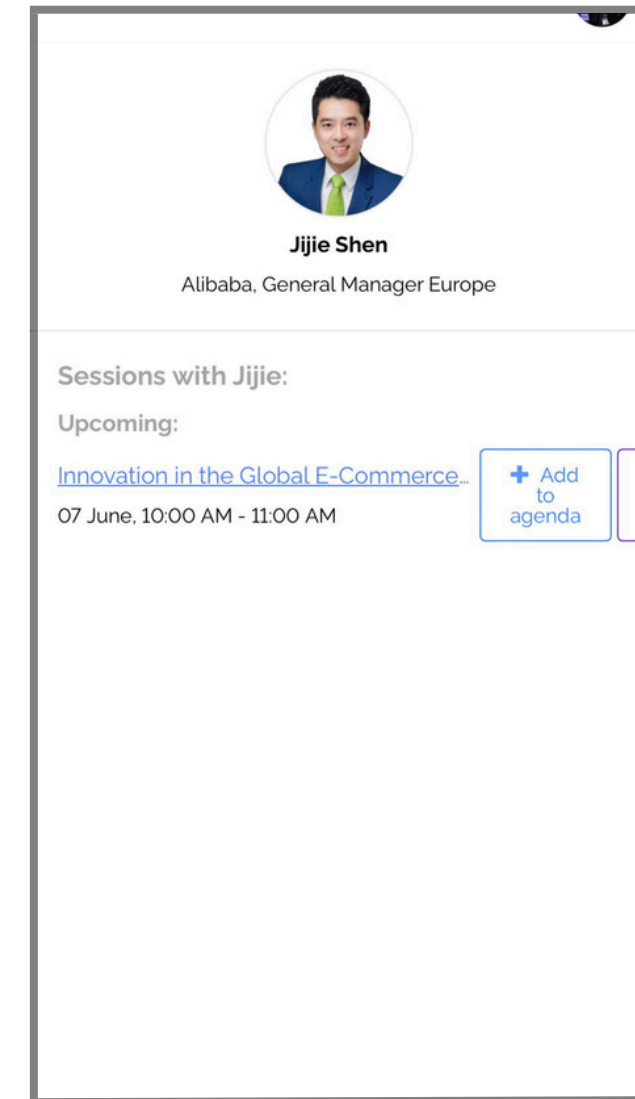 Jijie Shen
Alibaba, General Manager Europe
Sessions with Jijie:
Upcoming:
Innovation in the Global E-Commerce...
07 June, 10:00 AM - 11:00 AM
+ Add
to
agenda